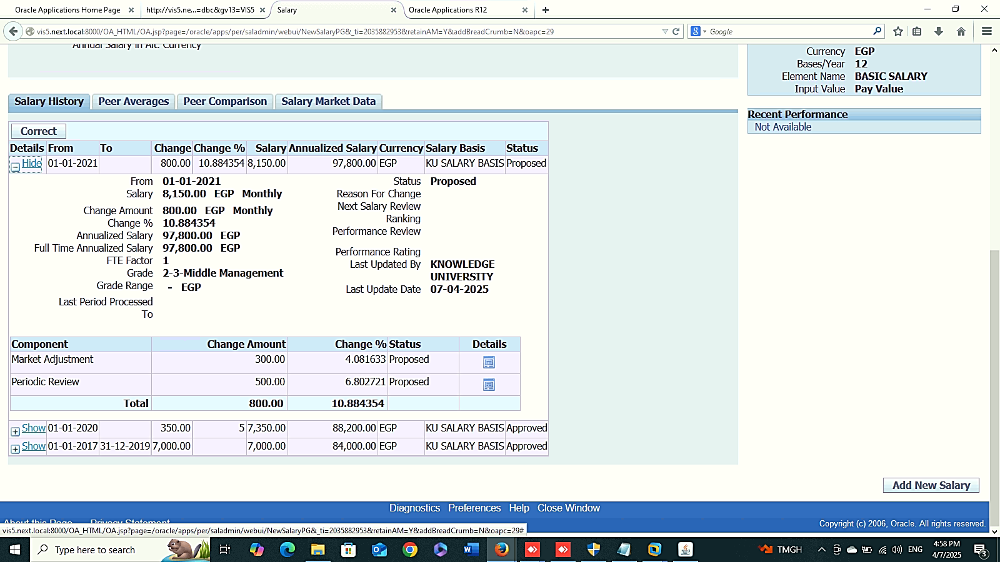 Oracle Applications Home Page
http://vis5.ne...=dbc&gv13=VIS5
Salary
Oracle Applications R12
vis5.next.local:8000/OA_HTML/OA.jsp?page=/oracle/apps/per/saladmin/webui/NewSalaryPG&_ti=2035882953&retainAM=Y&addBreadCrumb=N&oapc=29
Google
Annual Salary in Alt. Currency
Currency EGP
Bases/Year 12
Element Name BASIC SALARY
Input Value Pay Value
Recent Performance
Not Available
Salary History Peer Averages Peer Comparison Salary Market Data
Correct
Details From To Change Change % Salary Annualized Salary Currency Salary Basis Status
Hide 01-01-2021 800.00 10.884354 8,150.00 97,800.00 EGP KU SALARY BASIS Proposed
From 01-01-2021
Salary 8,150.00 EGP Monthly
Change Amount 800.00 EGP Monthly
Change % 10.884354
Annualized Salary 97,800.00 EGP
Full Time Annualized Salary 97,800.00 EGP
FTE Factor 1
Grade 2-3-Middle Management
Grade Range - EGP
Last Period Processed
To
Status Proposed
Reason For Change
Next Salary Review
Ranking
Performance Review
Performance Rating
Last Updated By KNOWLEDGE
UNIVERSITY
Last Update Date 07-04-2025
Component Change Amount Change % Status Details
Market Adjustment 300.00 4.081633 Proposed
Periodic Review 500.00 6.802721 Proposed
Total 800.00 10.884354
Show 01-01-2020 350.00 5 7,350.00 88,200.00 EGP KU SALARY BASIS Approved
Show 01-01-2017 31-12-2019 7,000.00 7,000.00 84,000.00 EGP KU SALARY BASIS Approved
Add New Salary
Diagnostics Preferences Help Close Window
About this Page Privacy Statement
Copyright (c) 2006, Oracle. All rights reserved.
vis5.next.local:8000/OA_HTML/OA.jsp?page=/oracle/apps/per/saladmin/webui/NewSalaryPG&_ti=2035882953&retainAM=Y&addBreadCrumb=N&oapc=29#
Type here to search
TMGH
ENG
4:58 PM
4/7/2025
3